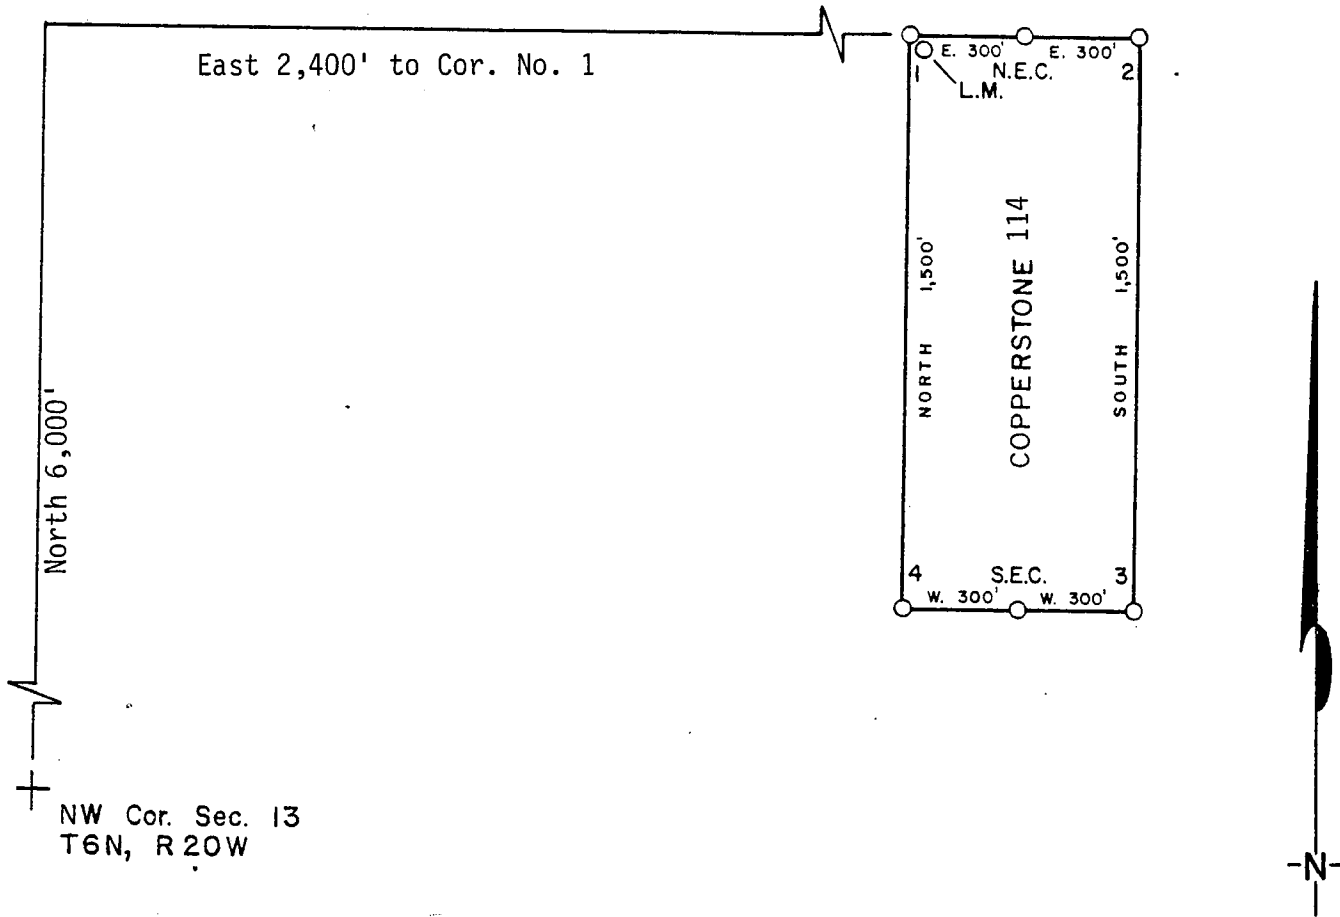 East 2,400' to Cor. No. 1
E. 300' E. 300'
1 N.E.C. 2
L.M.
NORTH 1,500'
COPPERSTONE 114
SOUTH 1,500'
North 6,000'
4 S.E.C. 3
W. 300' W. 300'
NW Cor. Sec. 13
T6N, R20W
-N-